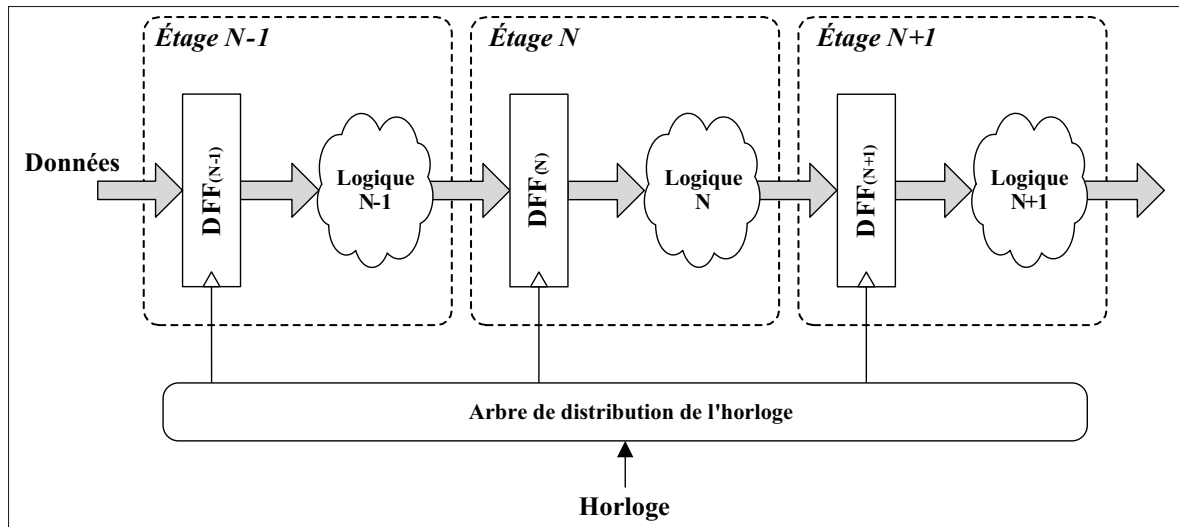 Étage N-1
Étage N
Étage N+1
Données
DFF(N-1)
Logique
N-1
DFF(N)
Logique
N
DFF(N+1)
Logique
N+1
Arbre de distribution de l'horloge
Horloge